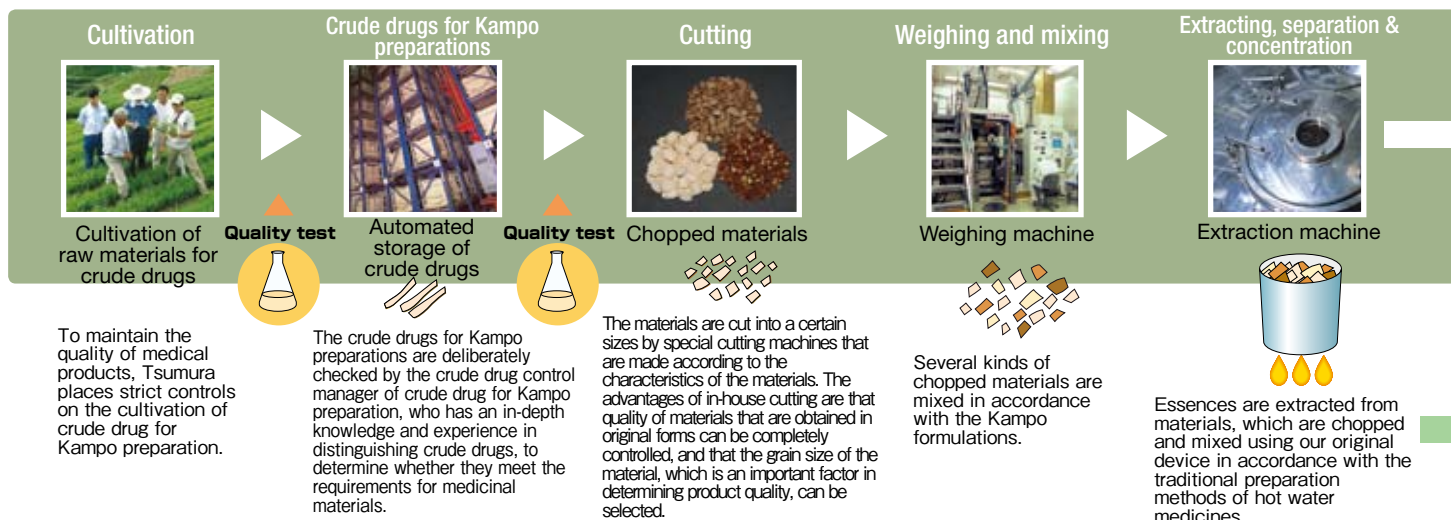 Cultivation
Crude drugs for Kampo
preparations
Cutting
Weighing and mixing
Extracting, separation &
concentration
Cultivation of
raw materials for
crude drugs
Quality test
Automated
storage of
crude drugs
Quality test
Chopped materials
Weighing machine
Extraction machine
To maintain the
quality of medical
products, Tsumura
places strict controls
on the cultivation of
crude drug for
Kampo preparation.
The crude drugs for Kampo
preparations are deliberately
checked by the crude drug control
manager of crude drug for Kampo
preparation, who has an in-depth
knowledge and experience in
distinguishing crude drugs, to
determine whether they meet the
requirements for medicinal
materials.
The materials are cut into a certain
sizes by special cutting machines that
are made according to the
characteristics of the materials. The
advantages of in-house cutting are that
quality of materials that are obtained in
original forms can be completely
controlled, and that the grain size of the
material, which is an important factor in
determining product quality, can be
selected.
Several kinds of
chopped materials are
mixed in accordance
with the Kampo
formulations.
Essences are extracted from
materials, which are chopped
and mixed using our original
device in accordance with the
traditional preparation
methods of hot water
medicines.